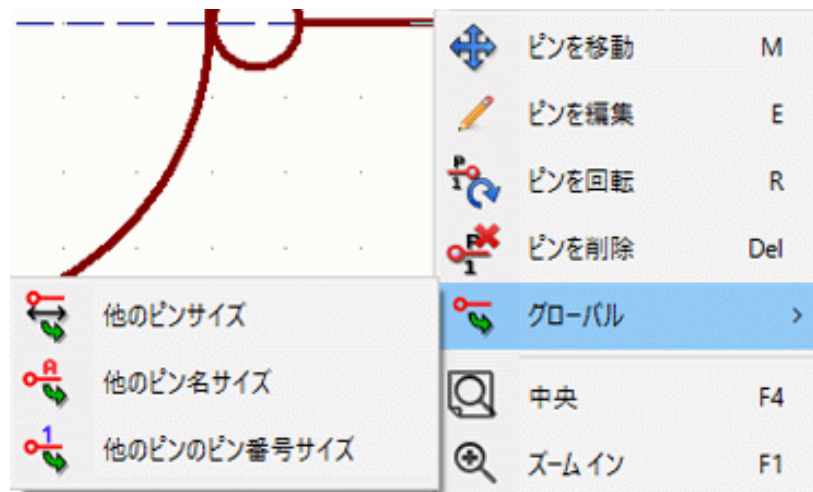 ピンを移動 M
ピンを編集 E
ピンを回転 R
ピンを削除 Del
グローバル >
中央 F4
ズーム イン F1
他のピンサイズ
他のピン名サイズ
他のピンのピン番号サイズ
P
1
P
1
A
1